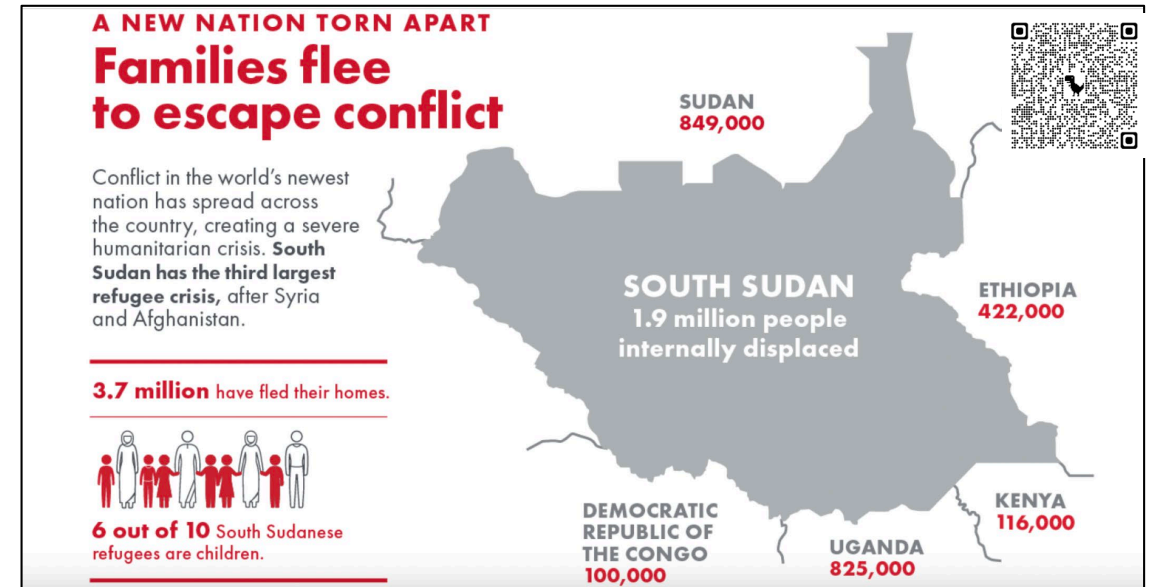 A NEW NATION TORN APART
Families flee
to escape conflict
Conflict in the world's newest
nation has spread across
the country, creating a severe
humanitarian crisis. South
Sudan has the third largest
refugee crisis, after Syria
and Afghanistan.
3.7 million have fled their homes.
6 out of 10 South Sudanese
refugees are children.
SUDAN
849,000
SOUTH SUDAN
1.9 million people
internally displaced
ETHIOPIA
422,000
KENYA
116,000
UGANDA
825,000
DEMOCRATIC
REPUBLIC OF
THE CONGO
100,000